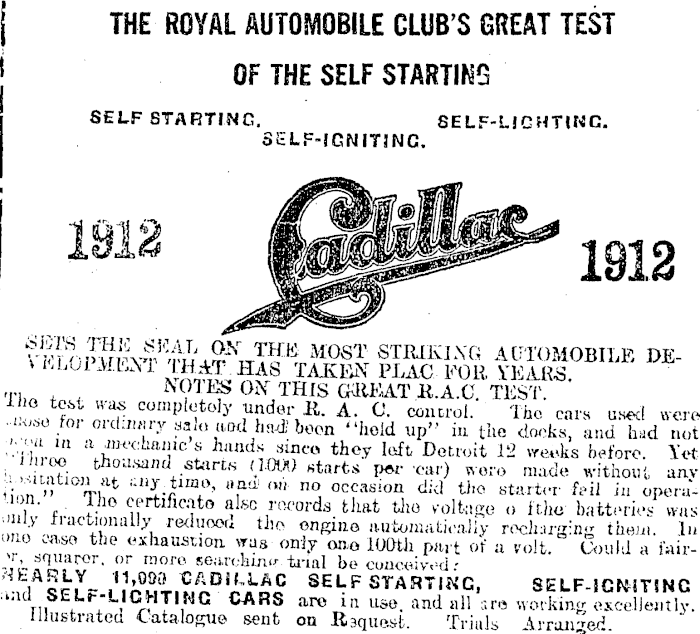 THE ROYAL AUTOMOBILE CLUB'S GREAT TEST
OF THE SELF STARTING
SELF STARTING. SELF-LIGHTING.
SELF-IGNITING.
1912 Cadillac 1912
SETS THE SEAL ON THE MOST STRIKING AUTOMOBILE DE-
VELOPMENT THAT HAS TAKEN PLAC FOR YEARS.
NOTES ON THIS GREAT R.A.C. TEST.
The test was completely under R. A. C. control. The cars used were
those for ordinary sale and had been "held up" in the docks, and had not
been in a mechanic's hands since they left Detroit 12 weeks before. Yet
"Three thousand starts (1000 starts per car) were made without any
hesitation at any time, and on no occasion did the starter fail in opera-
tion." The certificate also records that the voltage o fthe batteries was
only fractionally reduced the engine automatically recharging them. In
one case the exhaustion was only one 100th part of a volt. Could a fair-
er, squarer, or more searching trial be conceived:
NEARLY 11,000 CADILLAC SELF STARTING, SELF-IGNITING
and SELF-LIGHTING CARS are in use, and all are working excellently.
Illustrated Catalogue sent on Request. Trials Arranged.